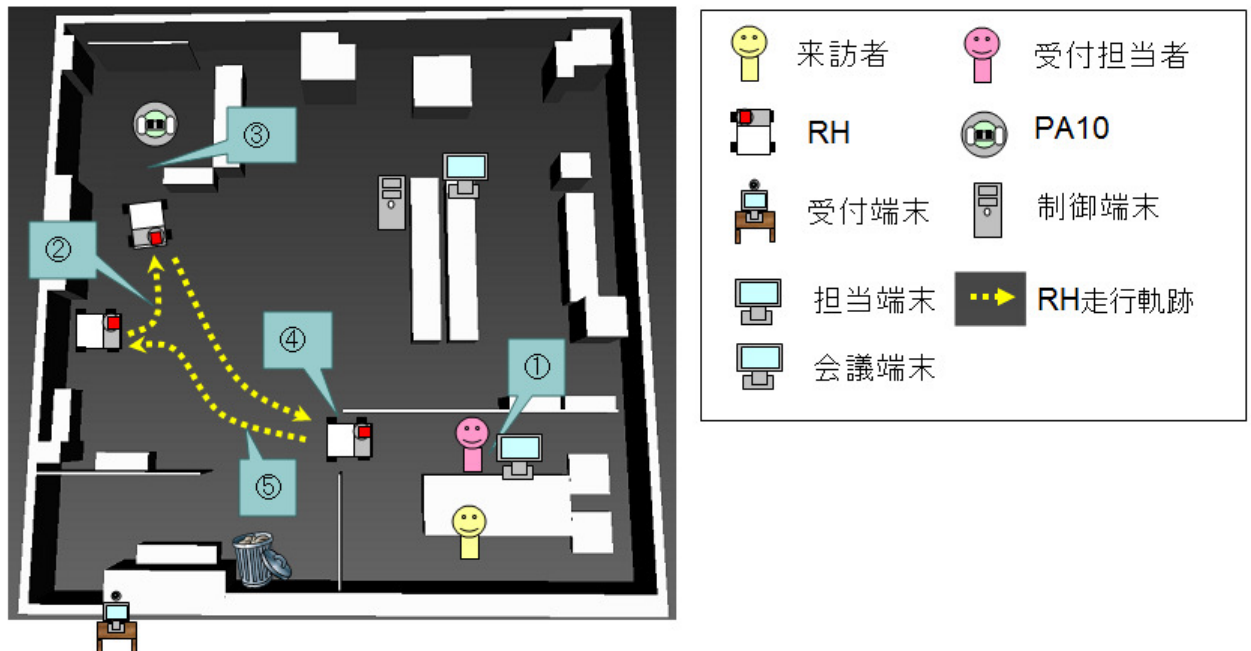 ③
②
④
①
⑤
来訪者
受付担当者
RH
PA10
受付端末
制御端末
担当端末
RH走行軌跡
会議端末